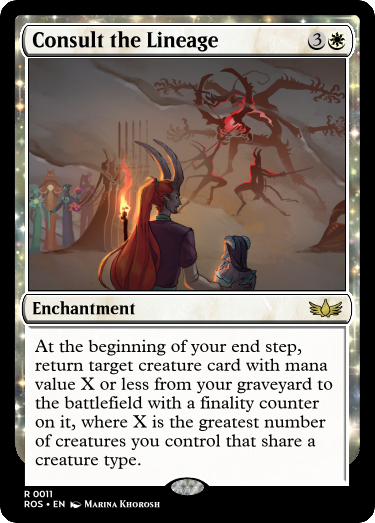 Consult the Lineage 3
Enchantment
At the beginning of your end step,
return target creature card with mana
value X or less from your graveyard to
the battlefield with a finality counter
on it, where X is the greatest number
of creatures you control that share a
creature type.
R 0011
ROS • EN Marina Khorosh